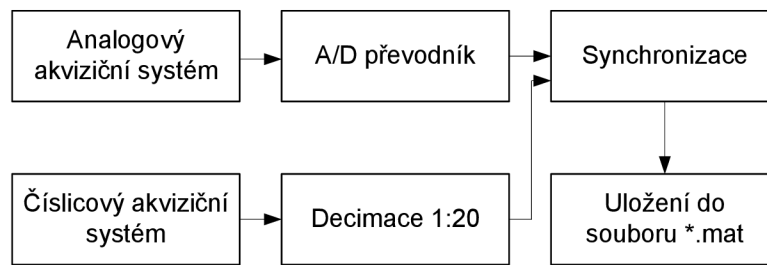 Analogový
akviziční systém
A/D převodník
Synchronizace
Číslicový akviziční
systém
Decimace 1:20
Uložení do
souboru *.mat